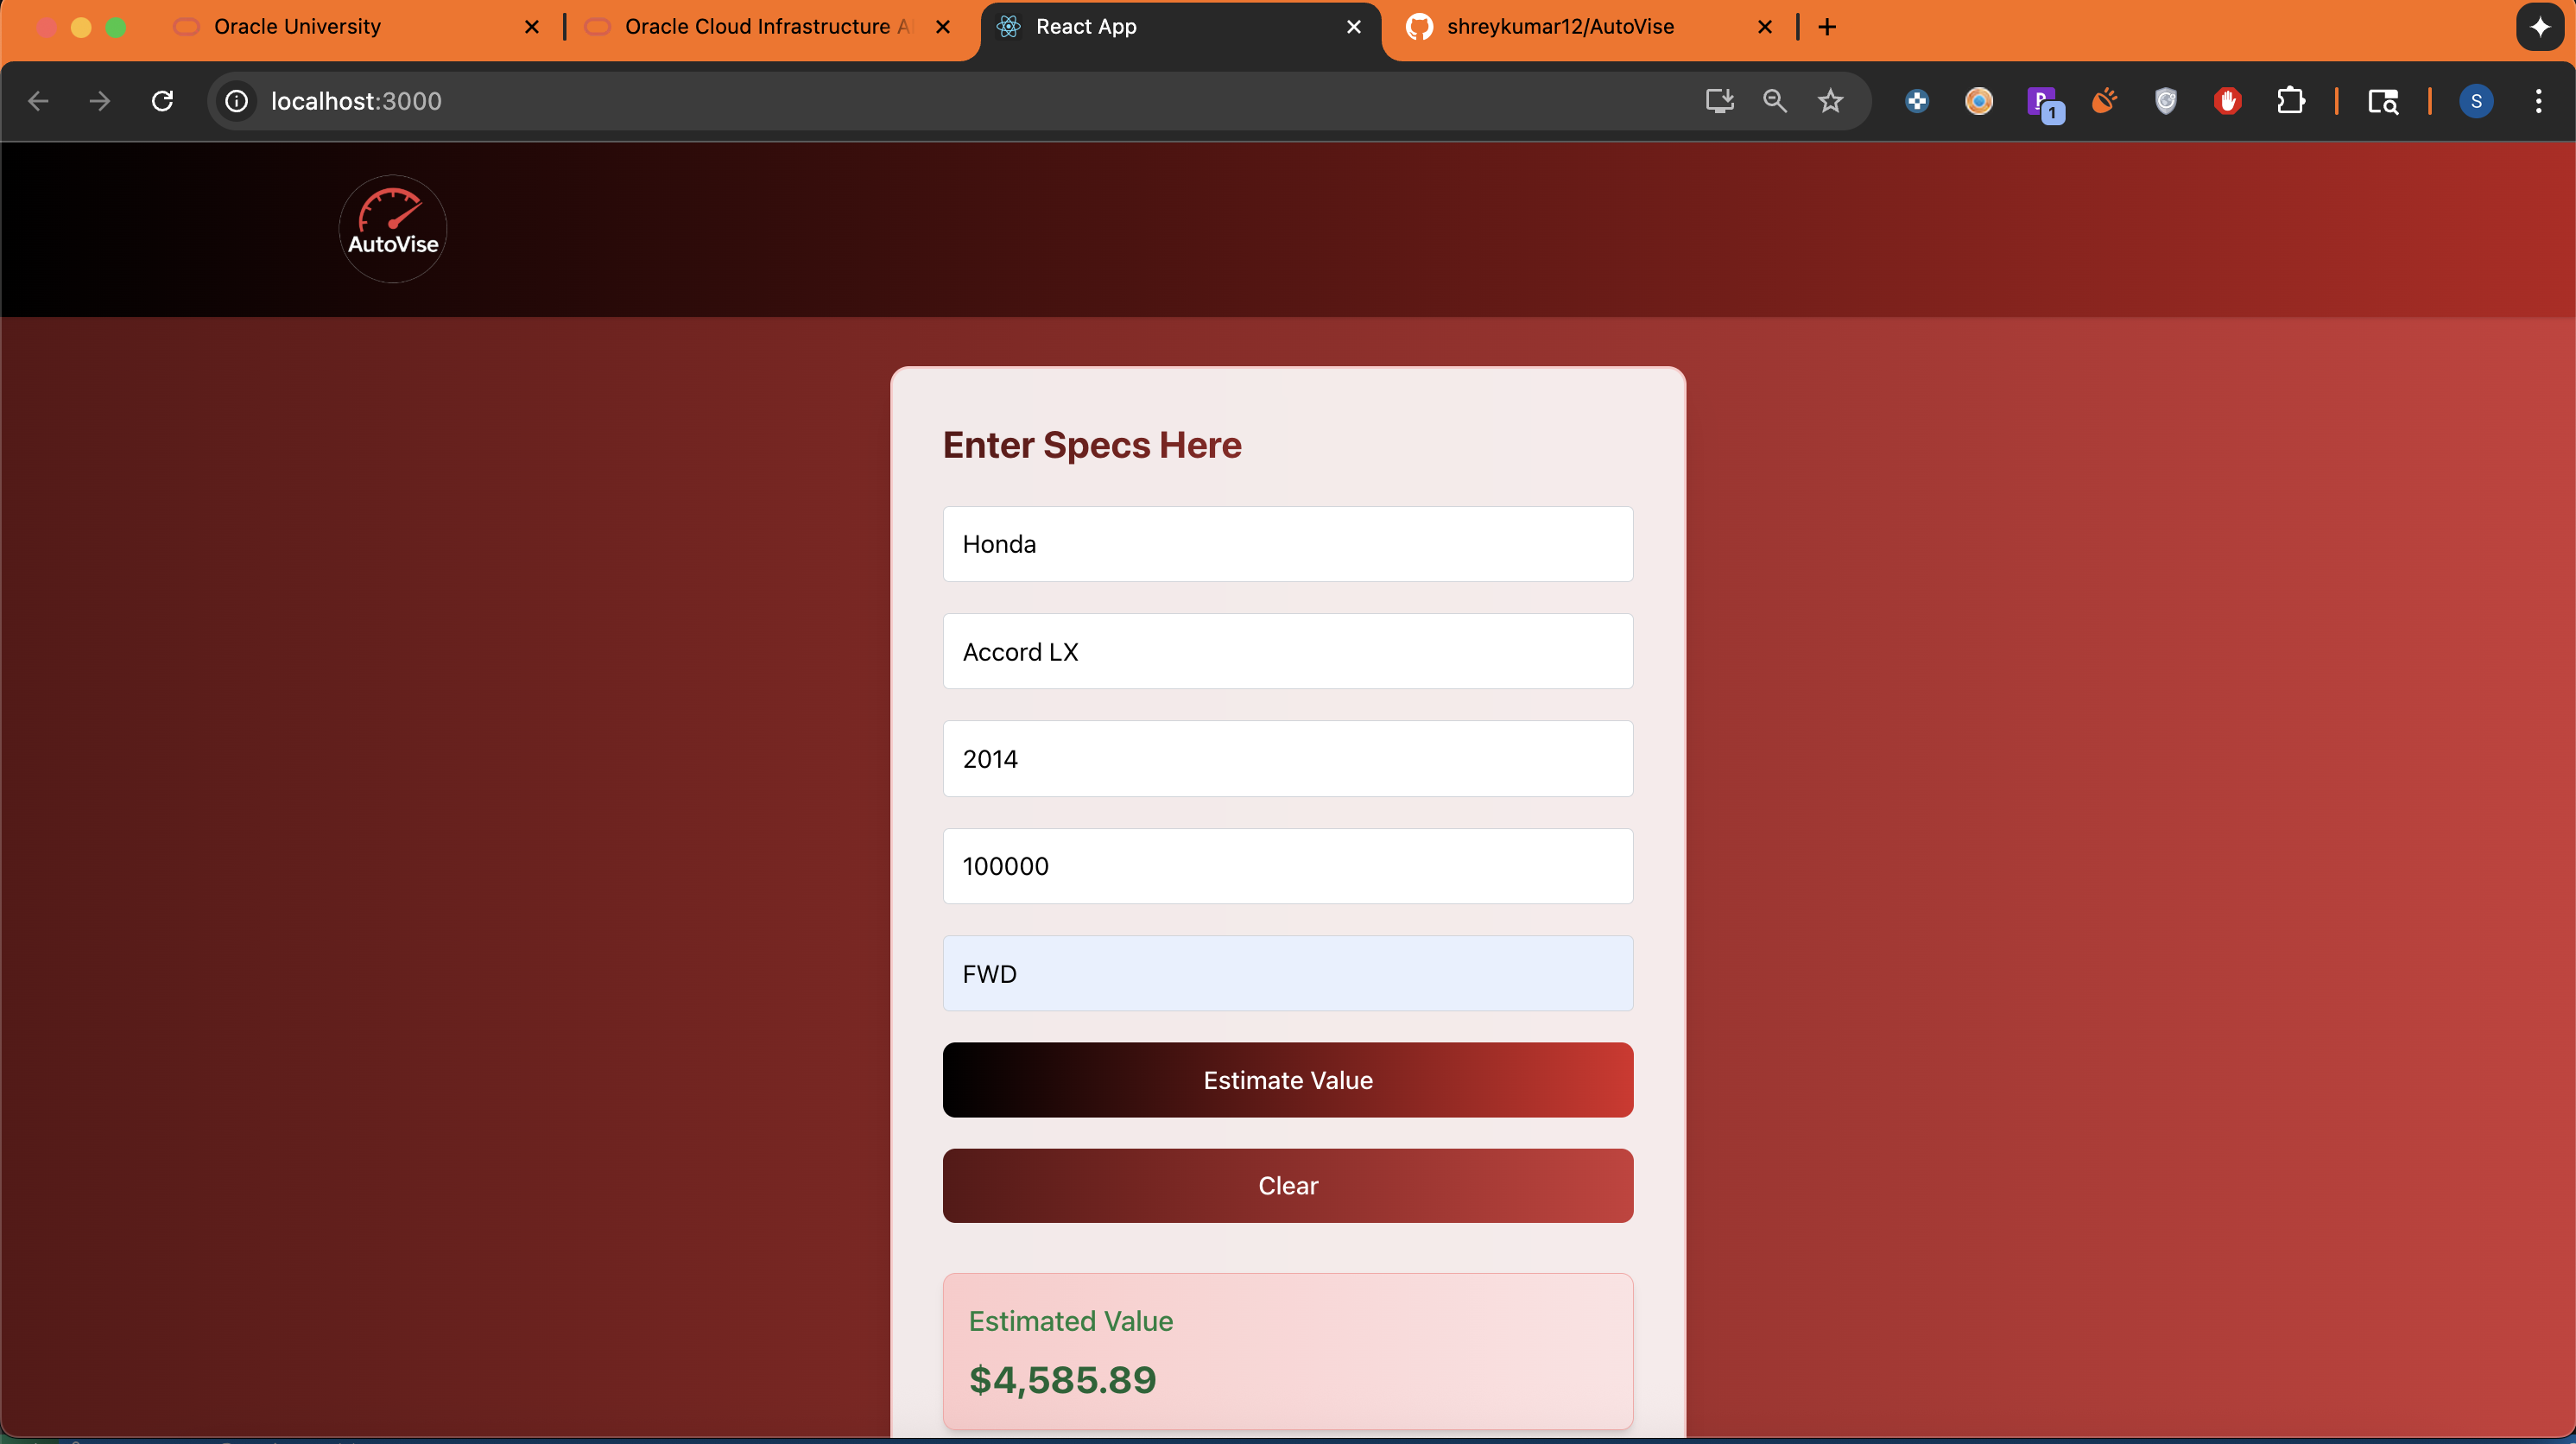 Oracle University
Oracle Cloud Infrastructure
React App
shreykumar12/AutoVise
localhost:3000
1
S
AutoVise
Enter Specs Here
Honda
Accord LX
2014
100000
FWD
Estimate Value
Clear
Estimated Value
$4,585.89